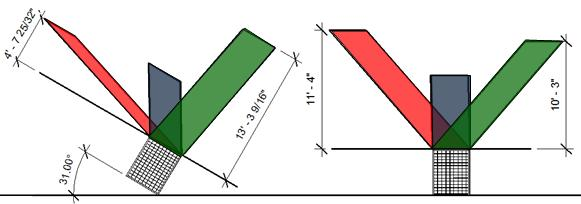 4' - 7 25/32"
13' - 3 9/16"
31.00°
11' - 4"
10' - 3"